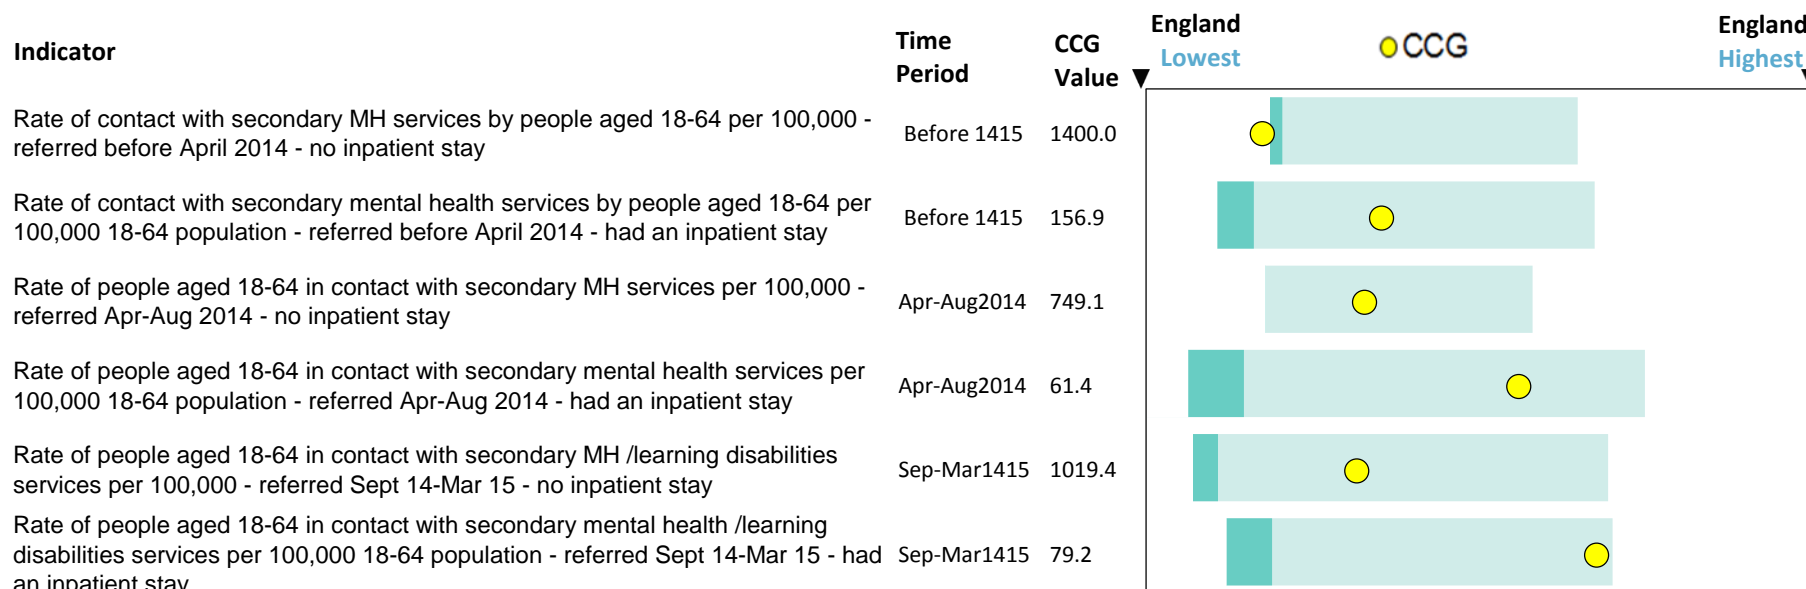 Indicator
Time Period
CCG Value
England Lowest
CCG
England Highest
Rate of contact with secondary MH services by people aged 18-64 per 100,000 -
referred before April 2014 - no inpatient stay
Before 1415 1400.0
Rate of contact with secondary mental health services by people aged 18-64 per
100,000 18-64 population - referred before April 2014 - had an inpatient stay
Before 1415 156.9
Rate of people aged 18-64 in contact with secondary MH services per 100,000 -
referred Apr-Aug 2014 - no inpatient stay
Apr-Aug2014 749.1
Rate of people aged 18-64 in contact with secondary mental health services per
100,000 18-64 population - referred Apr-Aug 2014 - had an inpatient stay
Apr-Aug2014 61.4
Rate of people aged 18-64 in contact with secondary MH /learning disabilities
services per 100,000 - referred Sept 14-Mar 15 - no inpatient stay
Sep-Mar1415 1019.4
Rate of people aged 18-64 in contact with secondary mental health /learning
disabilities services per 100,000 18-64 population - referred Sept 14-Mar 15 - had
an inpatient stay
Sep-Mar1415 79.2